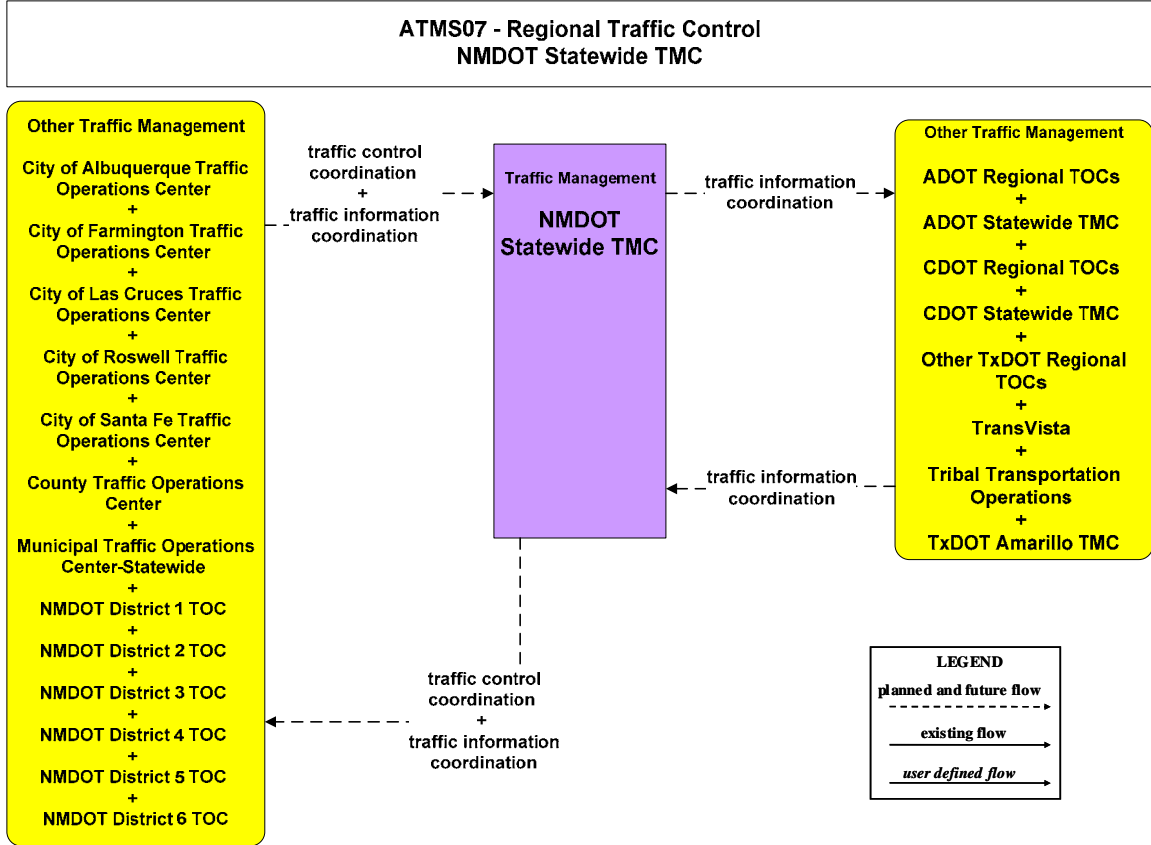 ATMS07 - Regional Traffic Control
NMDOT Statewide TMC
Other Traffic Management
City of Albuquerque Traffic
Operations Center
+
City of Farmington Traffic
Operations Center
+
City of Las Cruces Traffic
Operations Center
+
City of Roswell Traffic
Operations Center
+
City of Santa Fe Traffic
Operations Center
+
County Traffic Operations
Center
+
Municipal Traffic Operations
Center-Statewide
+
NMDOT District 1 TOC
+
NMDOT District 2 TOC
+
NMDOT District 3 TOC
+
NMDOT District 4 TOC
+
NMDOT District 5 TOC
+
NMDOT District 6 TOC
traffic control
coordination
+
traffic information
coordination
Traffic Management
NMDOT
Statewide TMC
traffic information
coordination
traffic information
coordination
traffic control
coordination
+
traffic information
coordination
Other Traffic Management
ADOT Regional TOCs
+
ADOT Statewide TMC
+
CDOT Regional TOCs
+
CDOT Statewide TMC
+
Other TxDOT Regional
TOCs
+
TransVista
+
Tribal Transportation
Operations
+
TxDOT Amarillo TMC
LEGEND
planned and future flow
existing flow
user defined flow